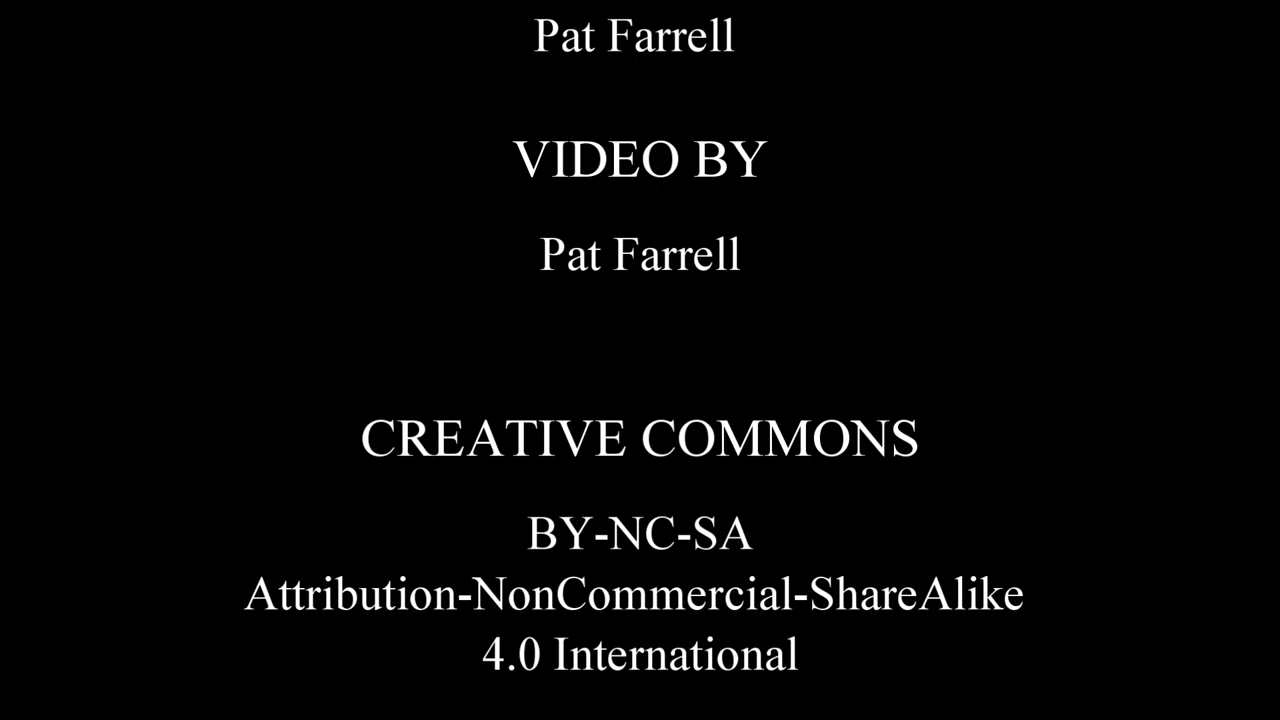 Pat Farrell
VIDEO BY
Pat Farrell
CREATIVE COMMONS
BY-NC-SA
Attribution-NonCommercial-ShareAlike
4.0 International